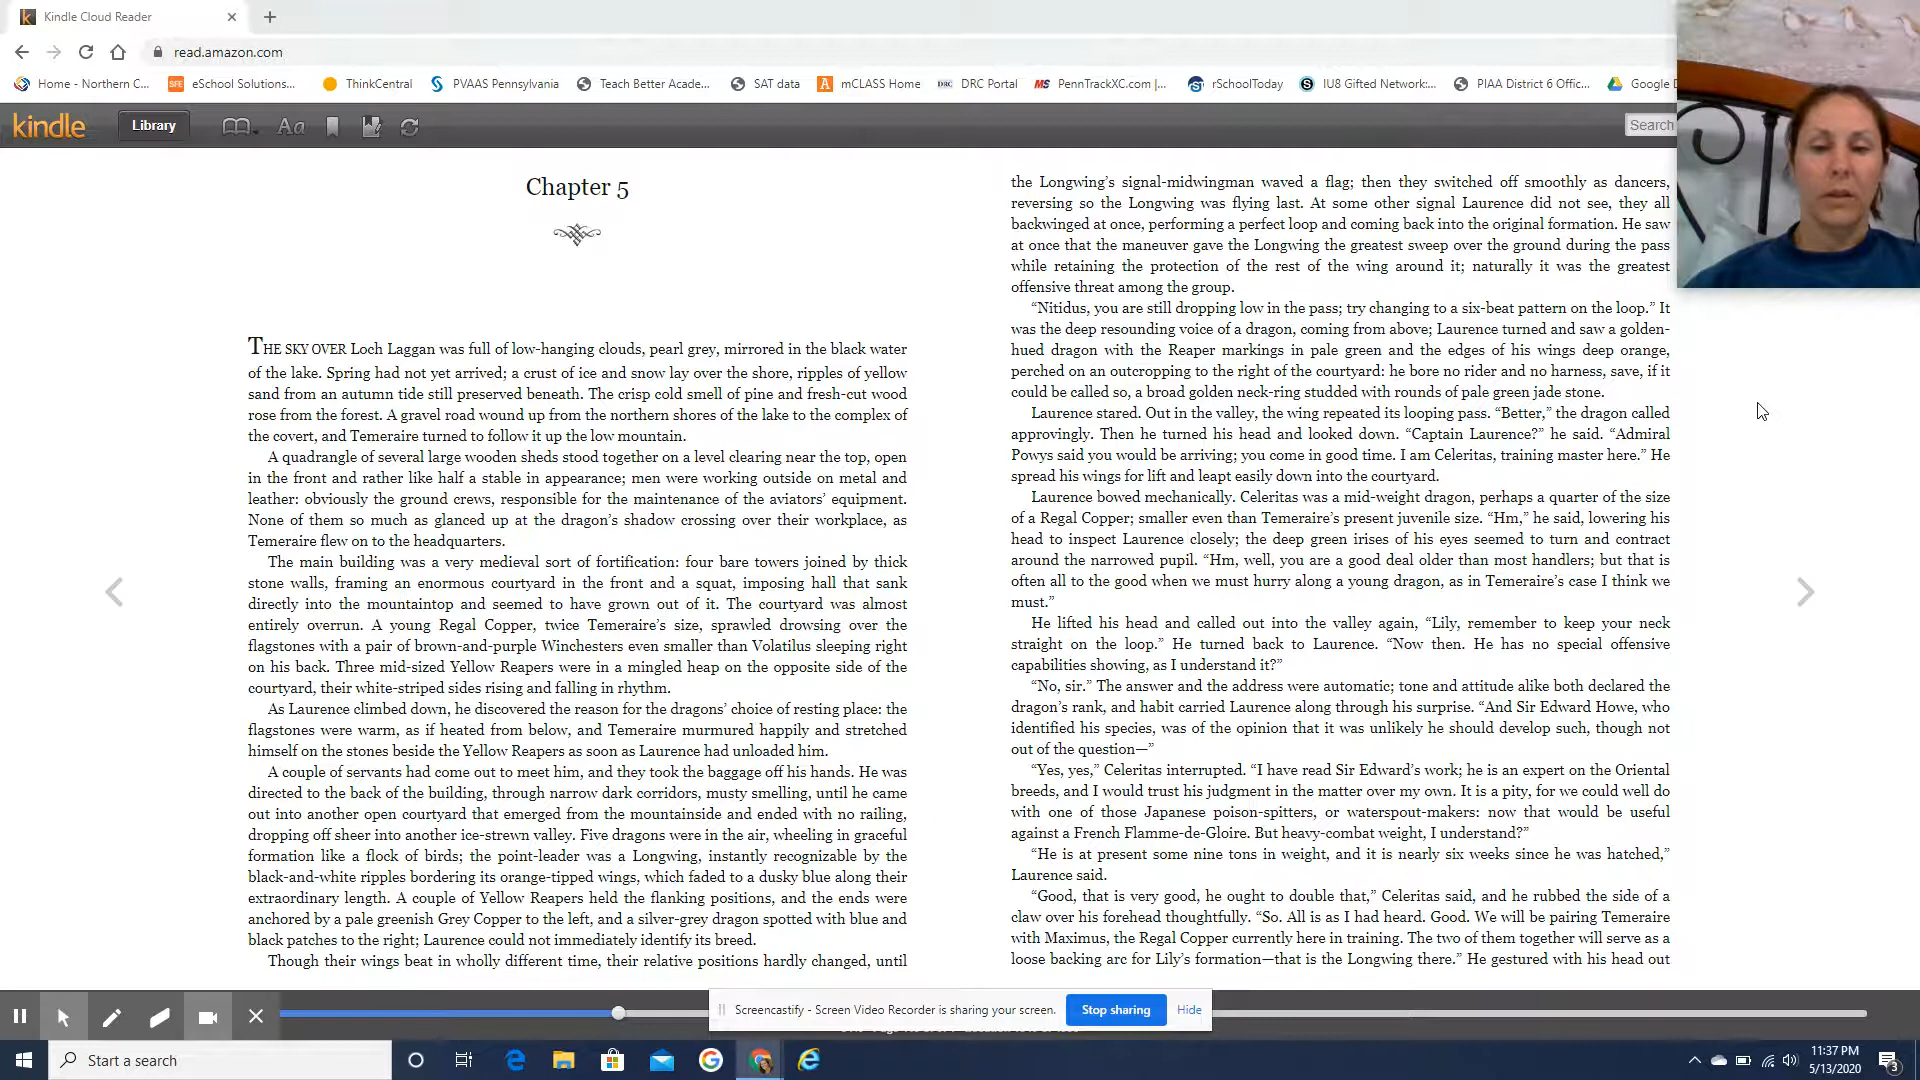 Kindle Cloud Reader
read.amazon.com
Home - Northern C...
eSchool Solutions...
ThinkCentral
PVAAS Pennsylvania
Teach Better Acade...
SAT data
mCLASS Home
DRC Portal
PennTrackXC.com |...
rSchoolToday
IU8 Gifted Network:...
PIAA District 6 Offic...
Google D
kindle
Library
Aa
Search
Chapter 5
THE SKY OVER Loch Laggan was full of low-hanging clouds, pearl grey, mirrored in the black water
of the lake. Spring had not yet arrived; a crust of ice and snow lay over the shore, ripples of yellow
sand from an autumn tide still preserved beneath. The crisp cold smell of pine and fresh-cut wood
rose from the forest. A gravel road wound up from the northern shores of the lake to the complex of
the covert, and Temeraire turned to follow it up the low mountain.
A quadrangle of several large wooden sheds stood together on a level clearing near the top, open
in the front and rather like half a stable in appearance; men were working outside on metal and
leather: obviously the ground crews, responsible for the maintenance of the aviators’ equipment.
None of them so much as glanced up at the dragon’s shadow crossing over their workplace, as
Temeraire flew on to the headquarters.
The main building was a very medieval sort of fortification: four bare towers joined by thick
stone walls, framing an enormous courtyard in the front and a squat, imposing hall that sank
directly into the mountaintop and seemed to have grown out of it. The courtyard was almost
entirely overrun. A young Regal Copper, twice Temeraire’s size, sprawled drowsing over the
flagstones with a pair of brown-and-purple Winchesters even smaller than Volatilus sleeping right
on his back. Three mid-sized Yellow Reapers were in a mingled heap on the opposite side of the
courtyard, their white-striped sides rising and falling in rhythm.
As Laurence climbed down, he discovered the reason for the dragons’ choice of resting place: the
flagstones were warm, as if heated from below, and Temeraire murmured happily and stretched
himself on the stones beside the Yellow Reapers as soon as Laurence had unloaded him.
A couple of servants had come out to meet him, and they took the baggage off his hands. He was
directed to the back of the building, through narrow dark corridors, musty smelling, until he came
out into another open courtyard that emerged from the mountainside and ended with no railing,
dropping off sheer into another ice-strewn valley. Five dragons were in the air, wheeling in graceful
formation like a flock of birds; the point-leader was a Longwing, instantly recognizable by the
black-and-white ripples bordering its orange-tipped wings, which faded to a dusky blue along their
extraordinary length. A couple of Yellow Reapers held the flanking positions, and the ends were
anchored by a pale greenish Grey Copper to the left, and a silver-grey dragon spotted with blue and
black patches to the right; Laurence could not immediately identify its breed.
Though their wings beat in wholly different time, their relative positions hardly changed, until
the Longwing’s signal-midwingman waved a flag; then they switched off smoothly as dancers,
reversing so the Longwing was flying last. At some other signal Laurence did not see, they all
backwinged at once, performing a perfect loop and coming back into the original formation. He saw
at once that the maneuver gave the Longwing the greatest sweep over the ground during the pass
while retaining the protection of the rest of the wing around it; naturally it was the greatest
offensive threat among the group.
“Nitidus, you are still dropping low in the pass; try changing to a six-beat pattern on the loop.” It
was the deep resounding voice of a dragon, coming from above; Laurence turned and saw a golden-
hued dragon with the Reaper markings in pale green and the edges of his wings deep orange,
perched on an outcropping to the right of the courtyard: he bore no rider and no harness, save, if it
could be called so, a broad golden neck-ring studded with rounds of pale green jade stone.
Laurence stared. Out in the valley, the wing repeated its looping pass. “Better,” the dragon called
approvingly. Then he turned his head and looked down. “Captain Laurence?” he said. “Admiral
Powys said you would be arriving; you come in good time. I am Celeritas, training master here.” He
spread his wings for lift and leapt easily down into the courtyard.
Laurence bowed mechanically. Celeritas was a mid-weight dragon, perhaps a quarter of the size
of a Regal Copper; smaller even than Temeraire’s present juvenile size. “Hm,” he said, lowering his
head to inspect Laurence closely; the deep green irises of his eyes seemed to turn and contract
around the narrowed pupil. “Hm, well, you are a good deal older than most handlers; but that is
often all to the good when we must hurry along a young dragon, as in Temeraire’s case I think we
must.”
He lifted his head and called out into the valley again, “Lily, remember to keep your neck
straight on the loop.” He turned back to Laurence. “Now then. He has no special offensive
capabilities showing, as I understand it?”
“No, sir.” The answer and the address were automatic; tone and attitude alike both declared the
dragon’s rank, and habit carried Laurence along through his surprise. “And Sir Edward Howe, who
identified his species, was of the opinion that it was unlikely he should develop such, though not
out of the question—”
“Yes, yes,” Celeritas interrupted. “I have read Sir Edward’s work; he is an expert on the Oriental
breeds, and I would trust his judgment in the matter over my own. It is a pity, for we could well do
with one of those Japanese poison-spitters, or waterspout-makers: now that would be useful
against a French Flamme-de-Gloire. But heavy-combat weight, I understand?”
“He is at present some nine tons in weight, and it is nearly six weeks since he was hatched,”
Laurence said.
“Good, that is very good, he ought to double that,” Celeritas said, and he rubbed the side of a
claw over his forehead thoughtfully. “So. All is as I had heard. Good. We will be pairing Temeraire
with Maximus, the Regal Copper currently here in training. The two of them together will serve as a
loose backing arc for Lily’s formation—that is the Longwing there.” He gestured with his head out
Screencastify - Screen Video Recorder is sharing your screen.
Stop sharing
Hide
Start a search
11:37 PM
5/13/2020
3